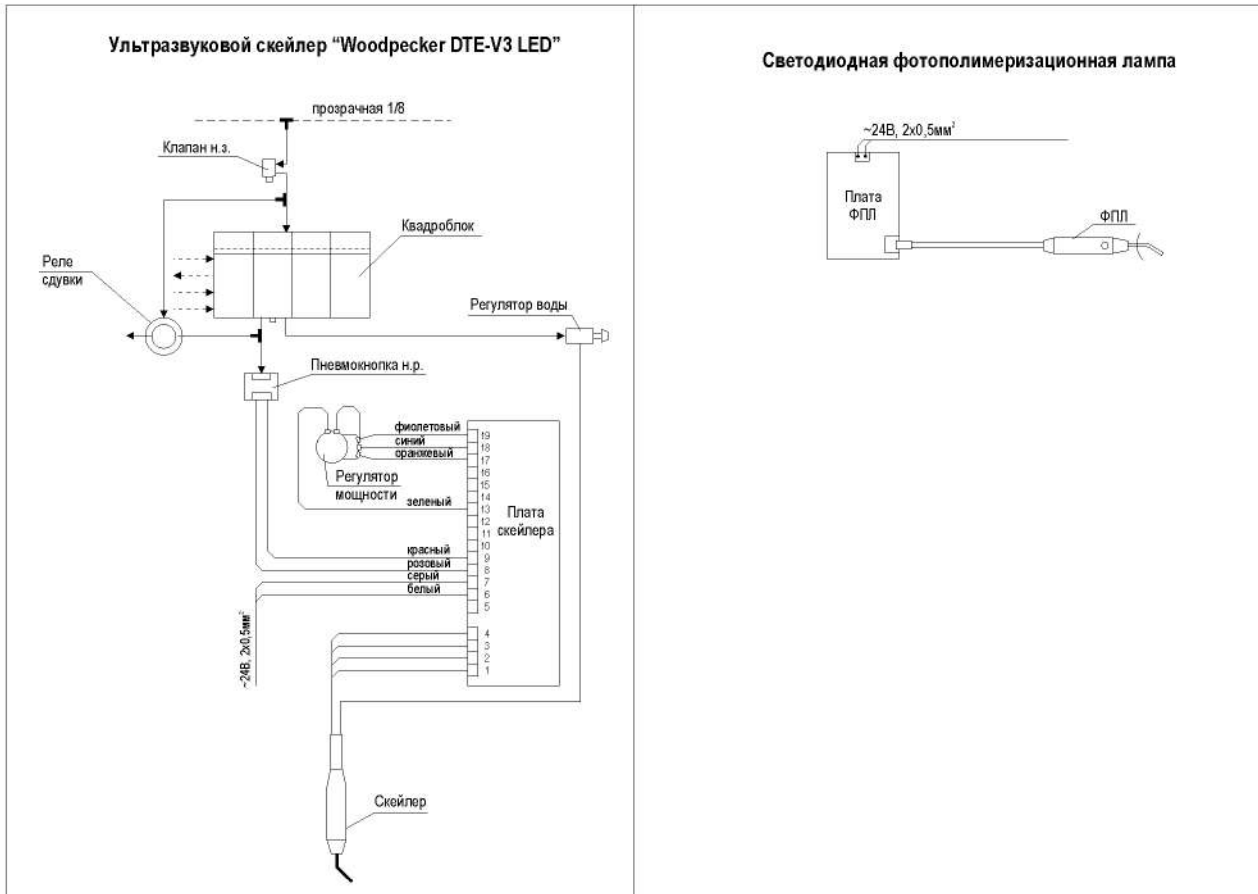 Ультразвуковой скейлер “Woodpecker DTE-V3 LED”
прозрачная 1/8
Клапан н.з.
Квадроблок
Реле
сдувки
Регулятор воды
Пневмокнопка н.р.
фиолетовый
синий
оранжевый
Регулятор
мощности
зеленый
красный
розовый
серый
белый
19
18
17
16
15
14
13
12
11
10
9
8
7
6
5
4
3
2
1
Плата
скейлера
~24В, 2х0,5мм²
Скейлер
Светодиодная фотополимеризационная лампа
~24В, 2х0,5мм²
Плата
ФПЛ
ФПЛ